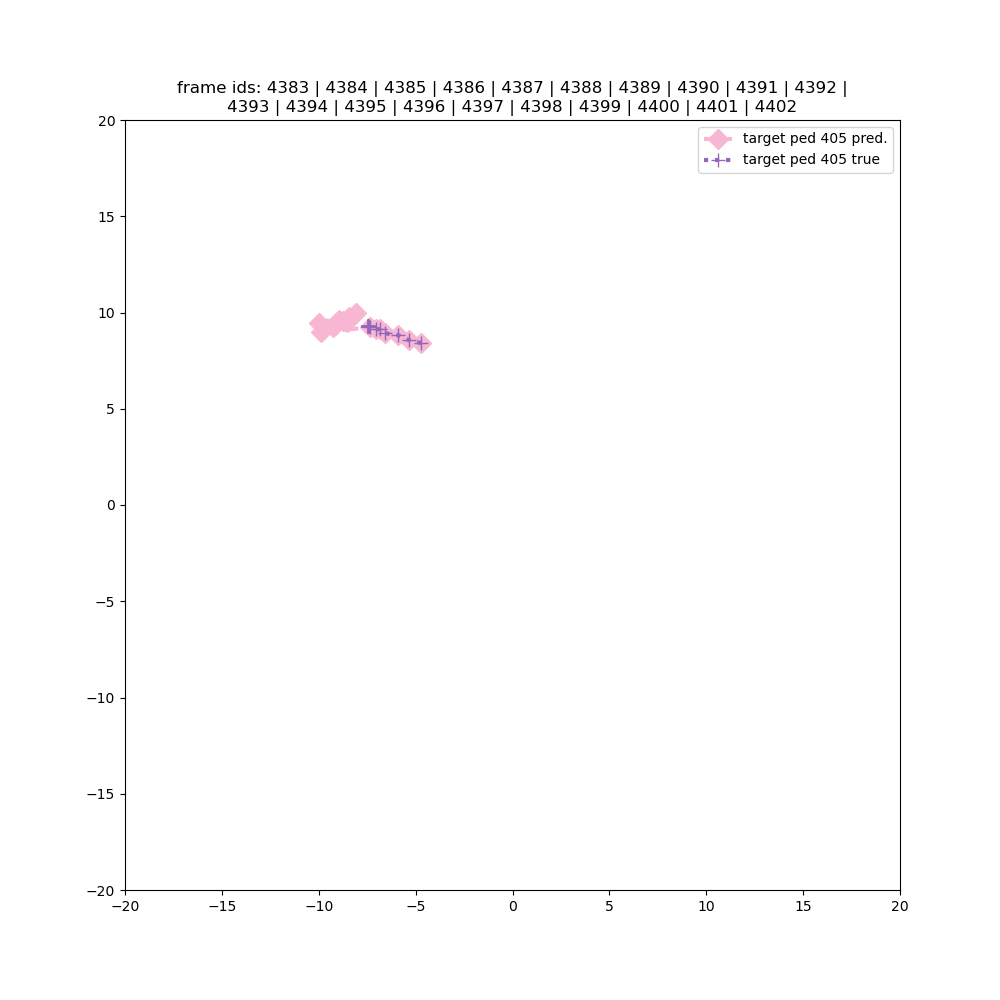 frame ids: 4383 | 4384 | 4385 | 4386 | 4387 | 4388 | 4389 | 4390 | 4391 | 4392 |
4393 | 4394 | 4395 | 4396 | 4397 | 4398 | 4399 | 4400 | 4401 | 4402
target ped 405 pred.
target ped 405 true
20
15
10
5
0
−5
−10
−15
−20
−20 −15 −10 −5 0 5 10 15 20